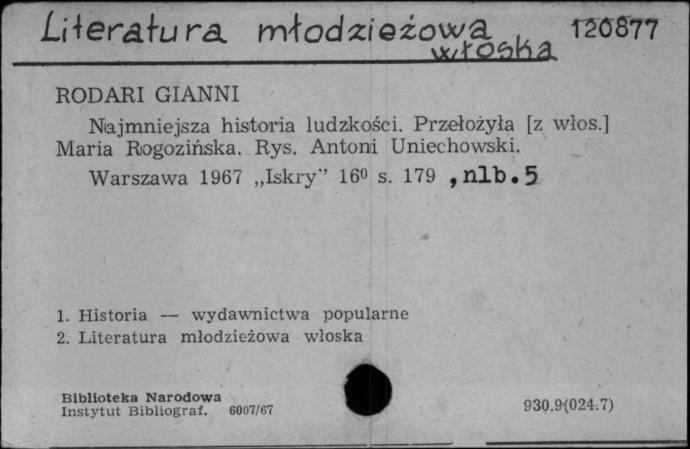 Literatura młodzieżowa 120877
włoska
RODARI GIANNI
Najmniejsza historia ludzkości. Przełożyła [z włos.]
Maria Rogozińska. Rys. Antoni Uniechowski.
Warszawa 1967 „Iskry” 16⁰ s. 179 , nlb. 5
1. Historia — wydawnictwa popularne
2. Literatura młodzieżowa włoska
Biblioteka Narodowa
Instytut Bibliograf. 6007/67
930.9(024.7)